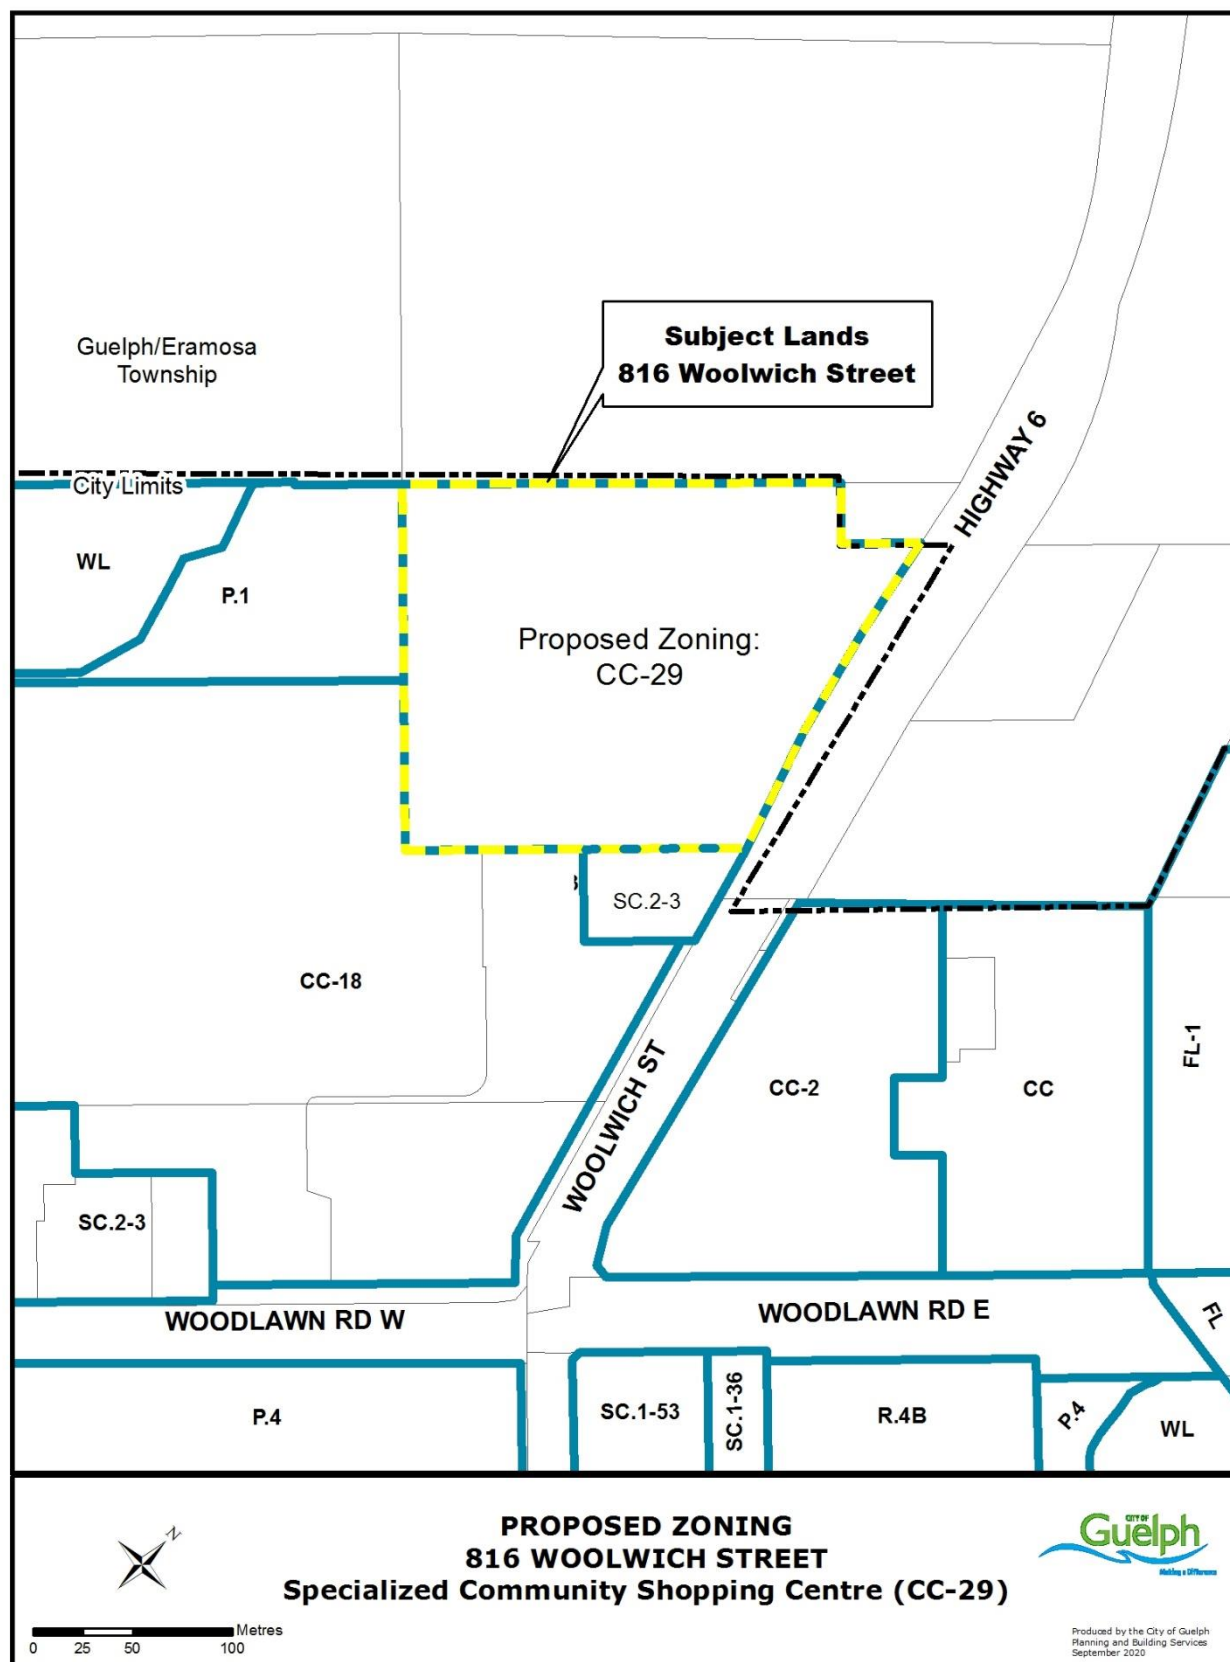 Subject Lands
816 Woolwich Street
Guelph/Eramosa
Township
HIGHWAY 6
City Limits
WL
P.1
Proposed Zoning:
CC-29
SC.2-3
CC-18
WOOLWICH ST
CC-2
CC
FL-1
SC.2-3
WOODLAWN RD W
WOODLAWN RD E
FL
P.4
SC.1-53
SC.1-36
R.4B
P.4
WL
N
PROPOSED ZONING
816 WOOLWICH STREET
Specialized Community Shopping Centre (CC-29)
Metres
0 25 50 100
CITY OF
Guelph
Making a Difference
Produced by the City of Guelph
Planning and Building Services
September 2020